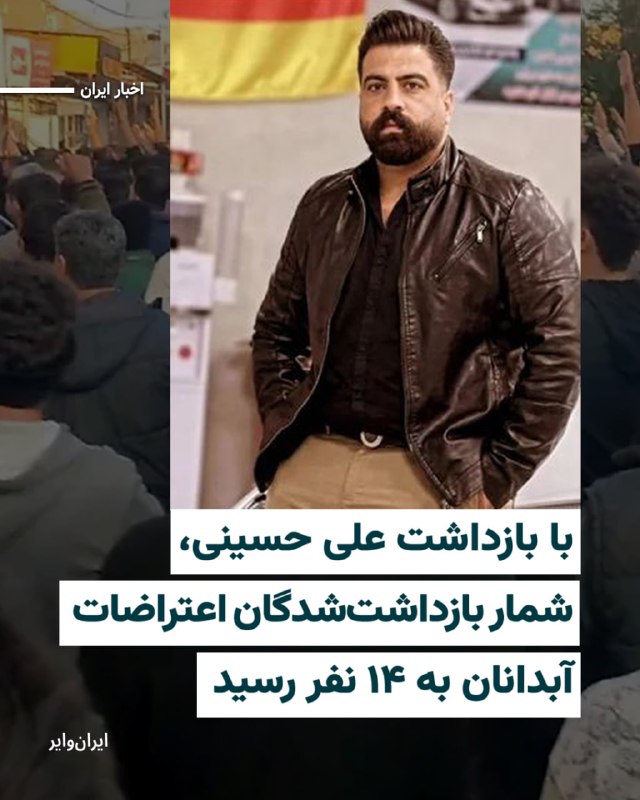 اخبار ایران
با بازداشت علی حسینی،
شمار بازداشت‌شدگان اعتراضات
آبدانان به ۱۴ نفر رسید
ایران‌وایر